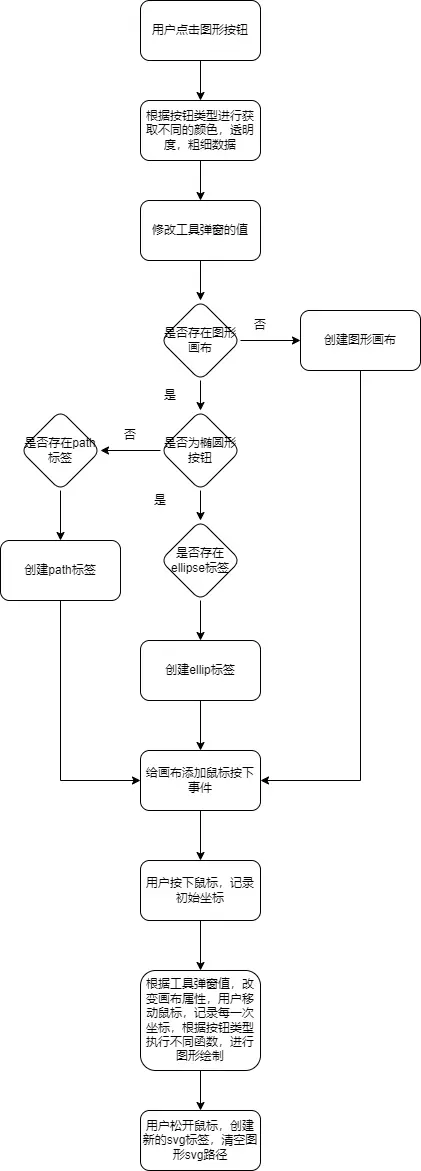 用户点击图形按钮
根据按钮类型进行获
取不同的颜色，透明
度，粗细数据
修改工具弹窗的值
是否存在图形
画布
否
创建图形画布
是
是否存在path
标签
否
是否为椭圆形
按钮
是
创建path标签
是否存在
ellipse标签
创建ellip标签
给画布添加鼠标按下
事件
用户按下鼠标，记录
初始坐标
根据工具弹窗值，改
变画布属性，用户移
动鼠标，记录每一次
坐标，根据按钮类型
执行不同函数，进行
图形绘制
用户松开鼠标，创建
新的svg标签，清空图
形svg路径